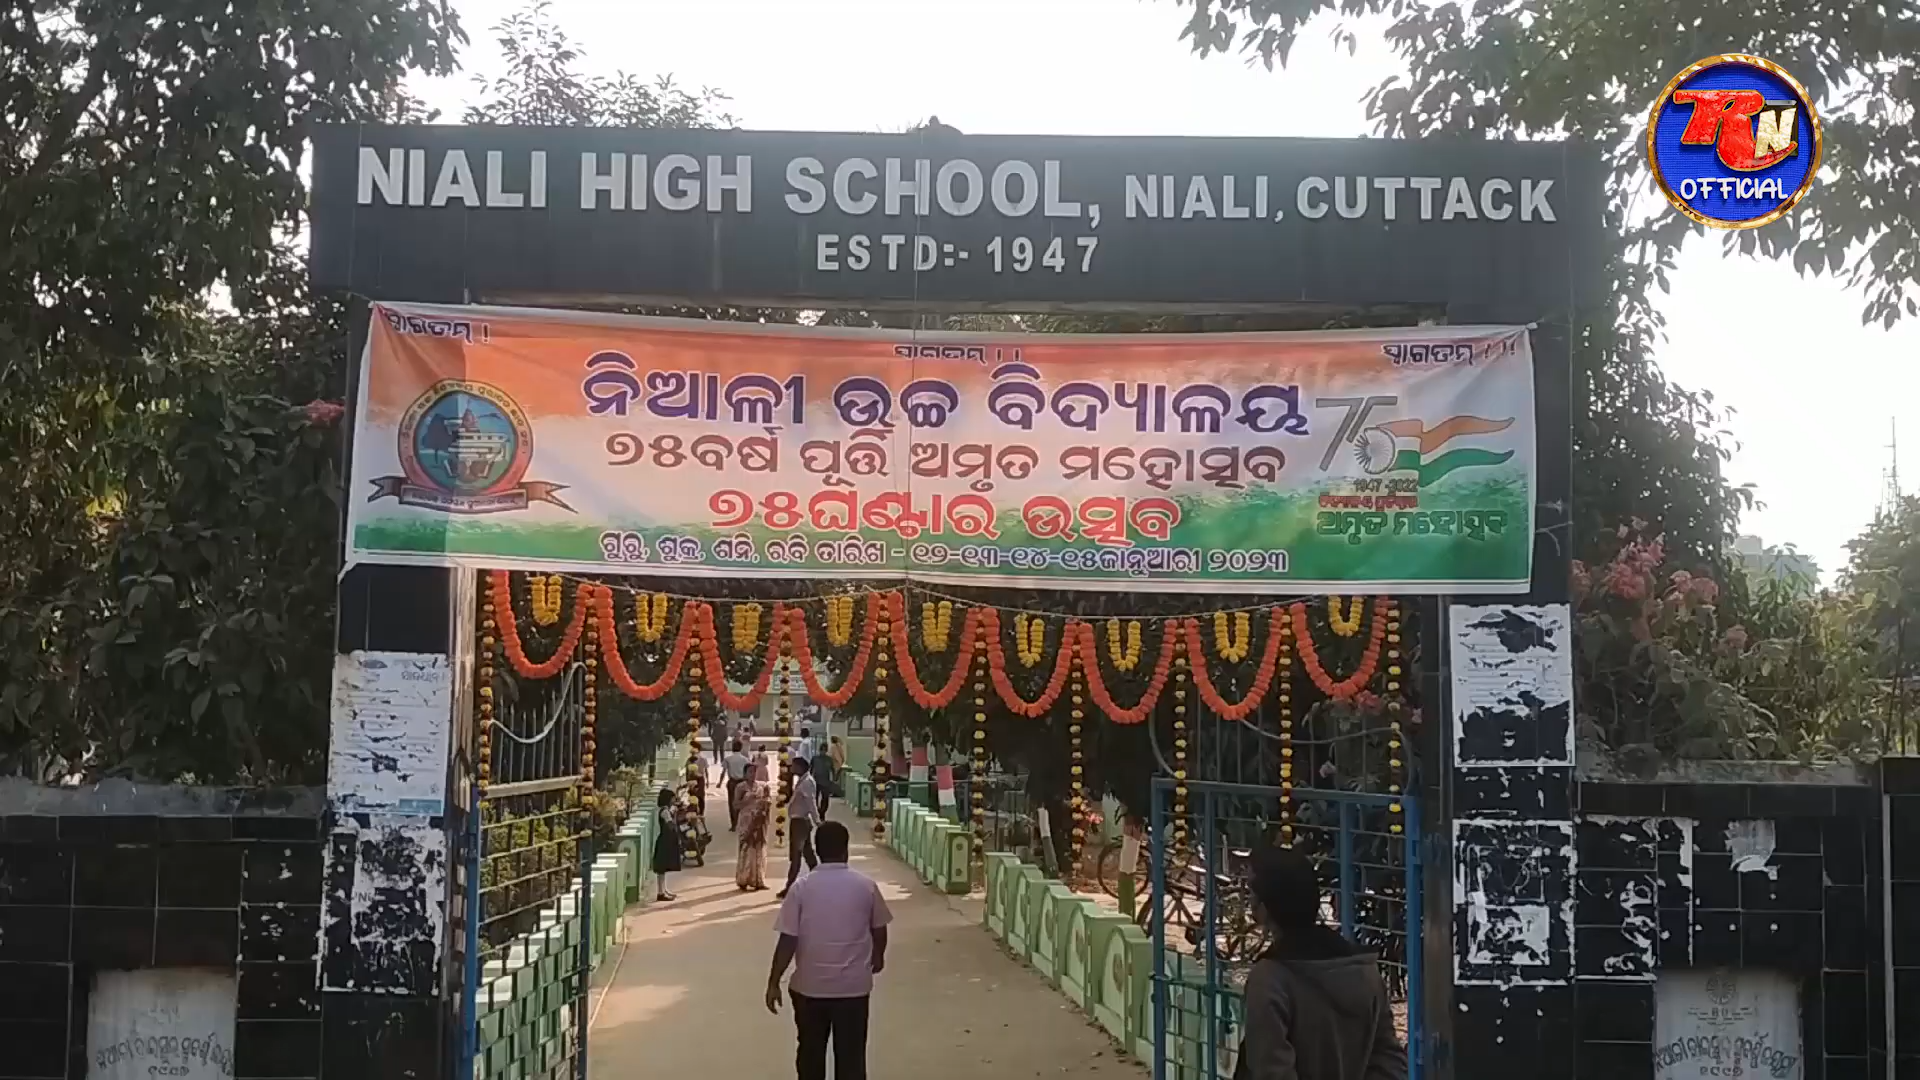 NIALI HIGH SCHOOL, NIALI, CUTTACK
ESTD:- 1947
RN
OFFICIAL
ସ୍ୱାଗତମ୍ ! ସ୍ୱାଗତମ୍ ! ! ସ୍ୱାଗତମ୍ ! ! !
ନିଆଳୀ ଉଚ୍ଚ ବିଦ୍ୟାଳୟ
୭୫ବର୍ଷ ପୂର୍ତ୍ତି ଅମୃତ ମହୋତ୍ସବ
୭୫ଘଣ୍ଟାର ଉତ୍ସବ
ଗୁରୁ, ଶୁକ୍ର, ଶନି, ରବି ତାରିଖ - ୧୨-୧୩-୧୪-୧୫ଜାନୁଆରୀ ୨୦୨୩
75
1947-2022
ଅମୃତ ମହୋତ୍ସବ